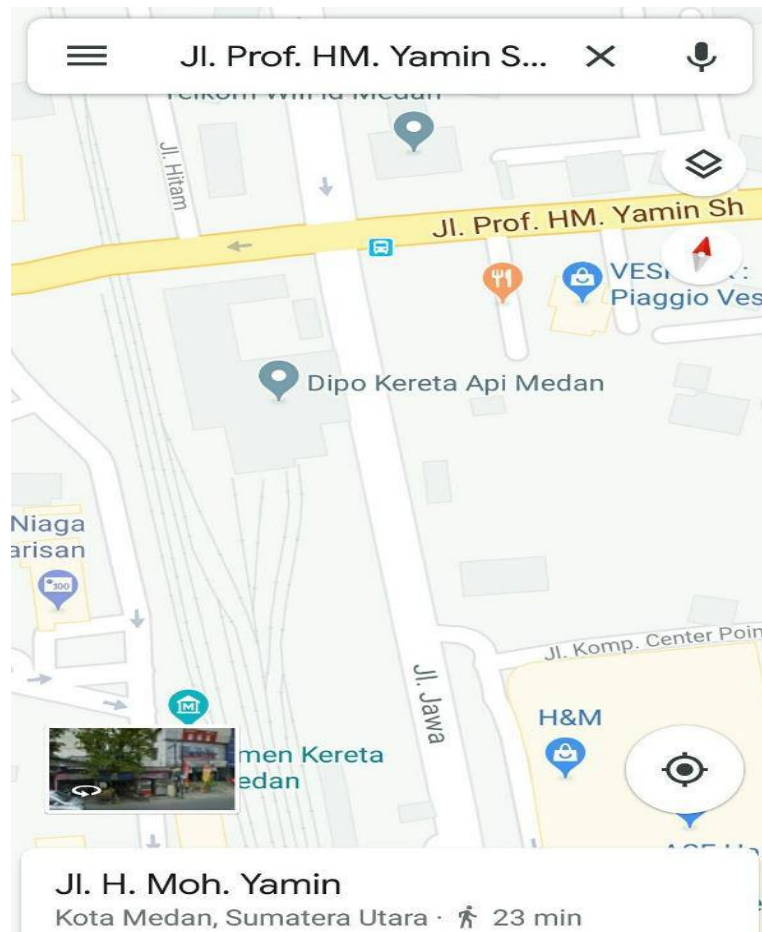 Jl. Prof. HM. Yamin S...
Jl. Hitam
Jl. Prof. HM. Yamin Sh
Piaggio Ves
Dipo Kereta Api Medan
Niaga
arisan
300
Jl. Komp. Center Poin
Jl. Jawa
H&M
M
men Kereta
edan
Jl. H. Moh. Yamin
Kota Medan, Sumatera Utara · 23 min